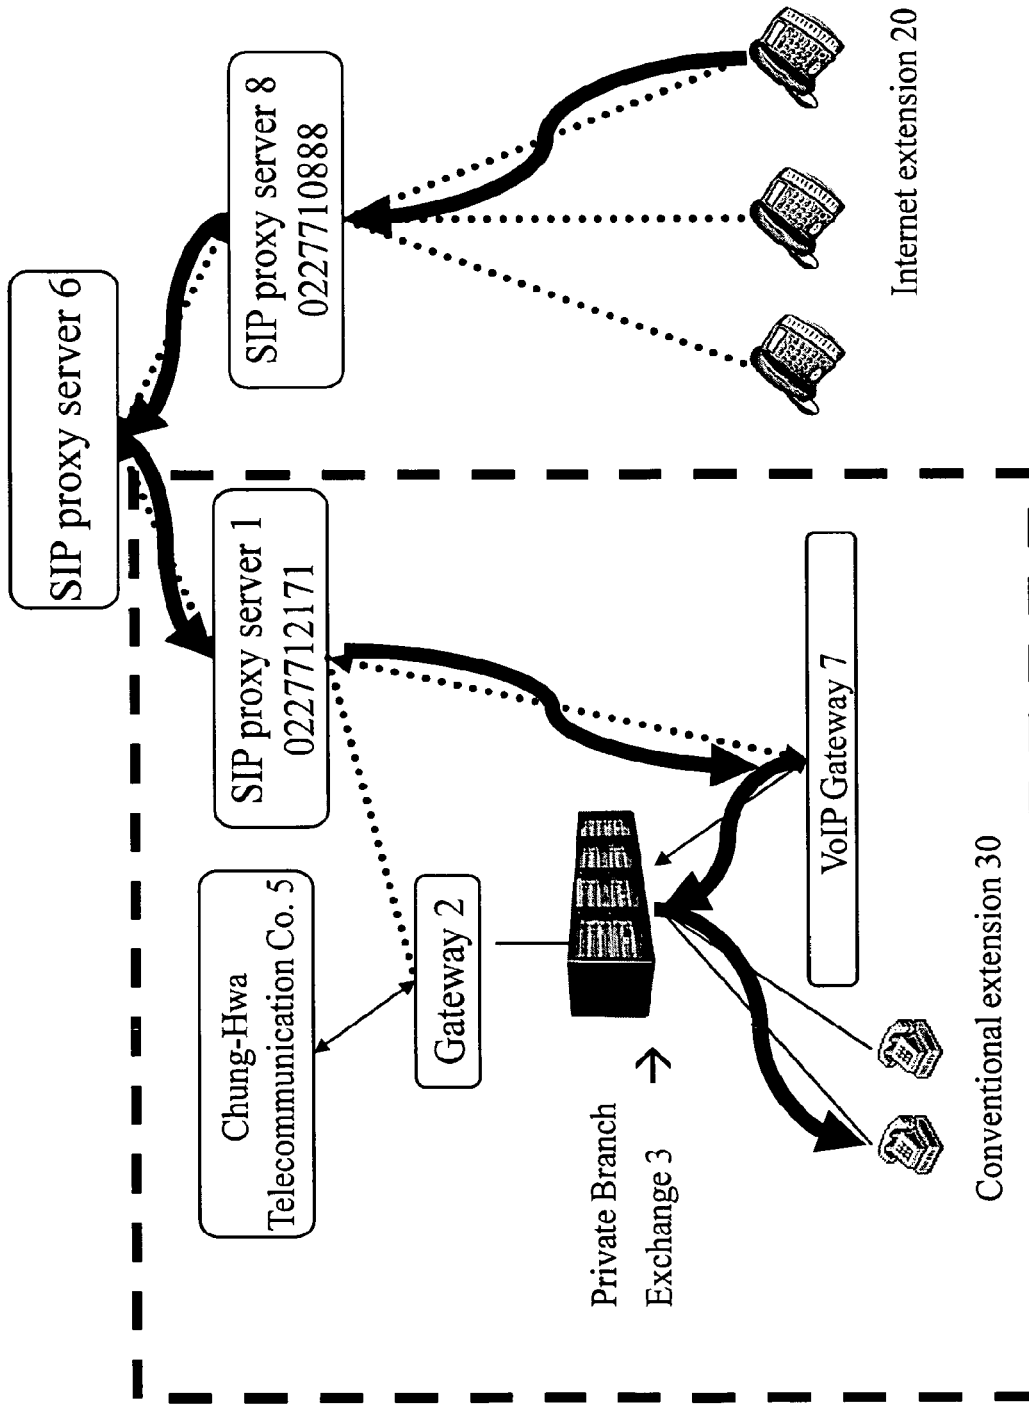 SIP proxy server 6
SIP proxy server 1
0227712171
SIP proxy server 8
0227710888
Chung-Hwa
Telecommunication Co. 5
Gateway 2
Private Branch
Exchange 3
VoIP Gateway 7
Conventional extension 30
Internet extension 20